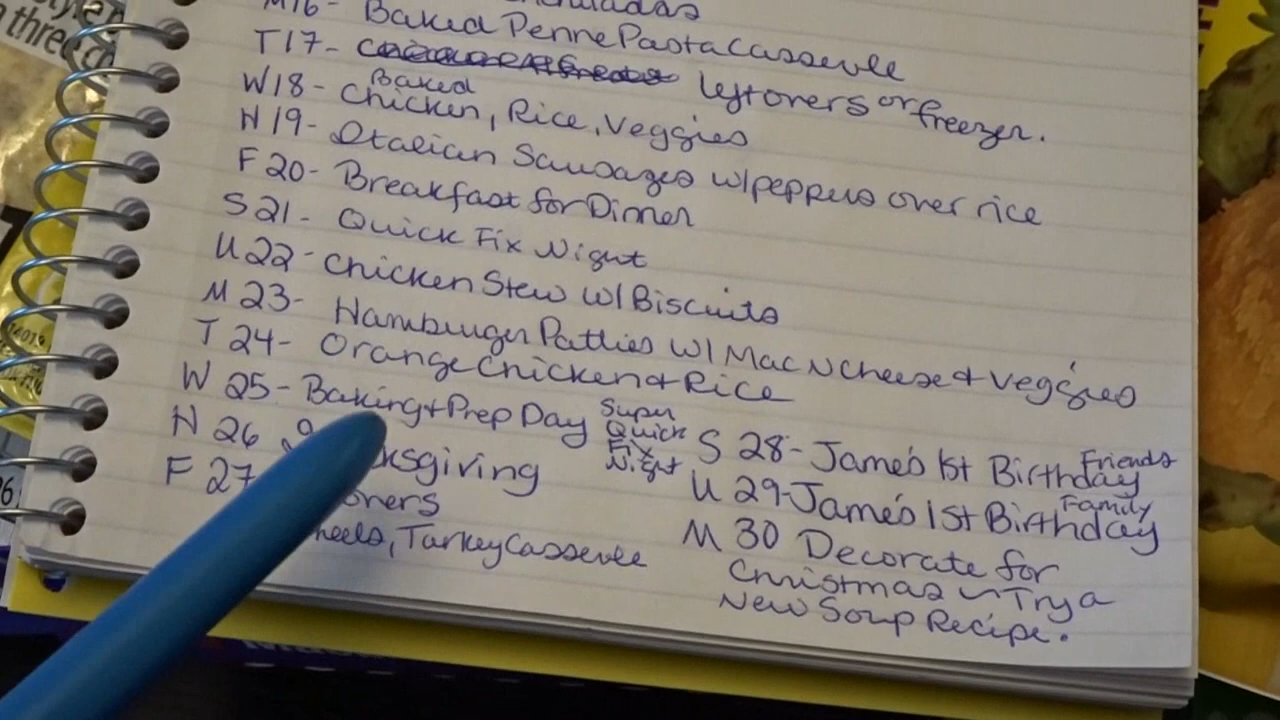 M16- Baked Penne Pasta Casserole
T17- leftovers or freezer.
W18- Baked Chicken, Rice, Veggies
H19- Italian Sausages w/peppers over rice
F20- Breakfast for Dinner
S21- Quick Fix Night
U22- Chicken Stew w/ Biscuits
M23- Hamburger Patties w/ Mac N Cheese + Veggies
T24- Orange Chicken + Rice
W25- Baking + Prep Day Super Quick Fix Night
H26
F27
Turkey Casserole
S28- James 1st Birthday Friends
U29- James 1st Birthday Family
M30 Decorate for
Christmas ~ Try a
New Soup Recipe.